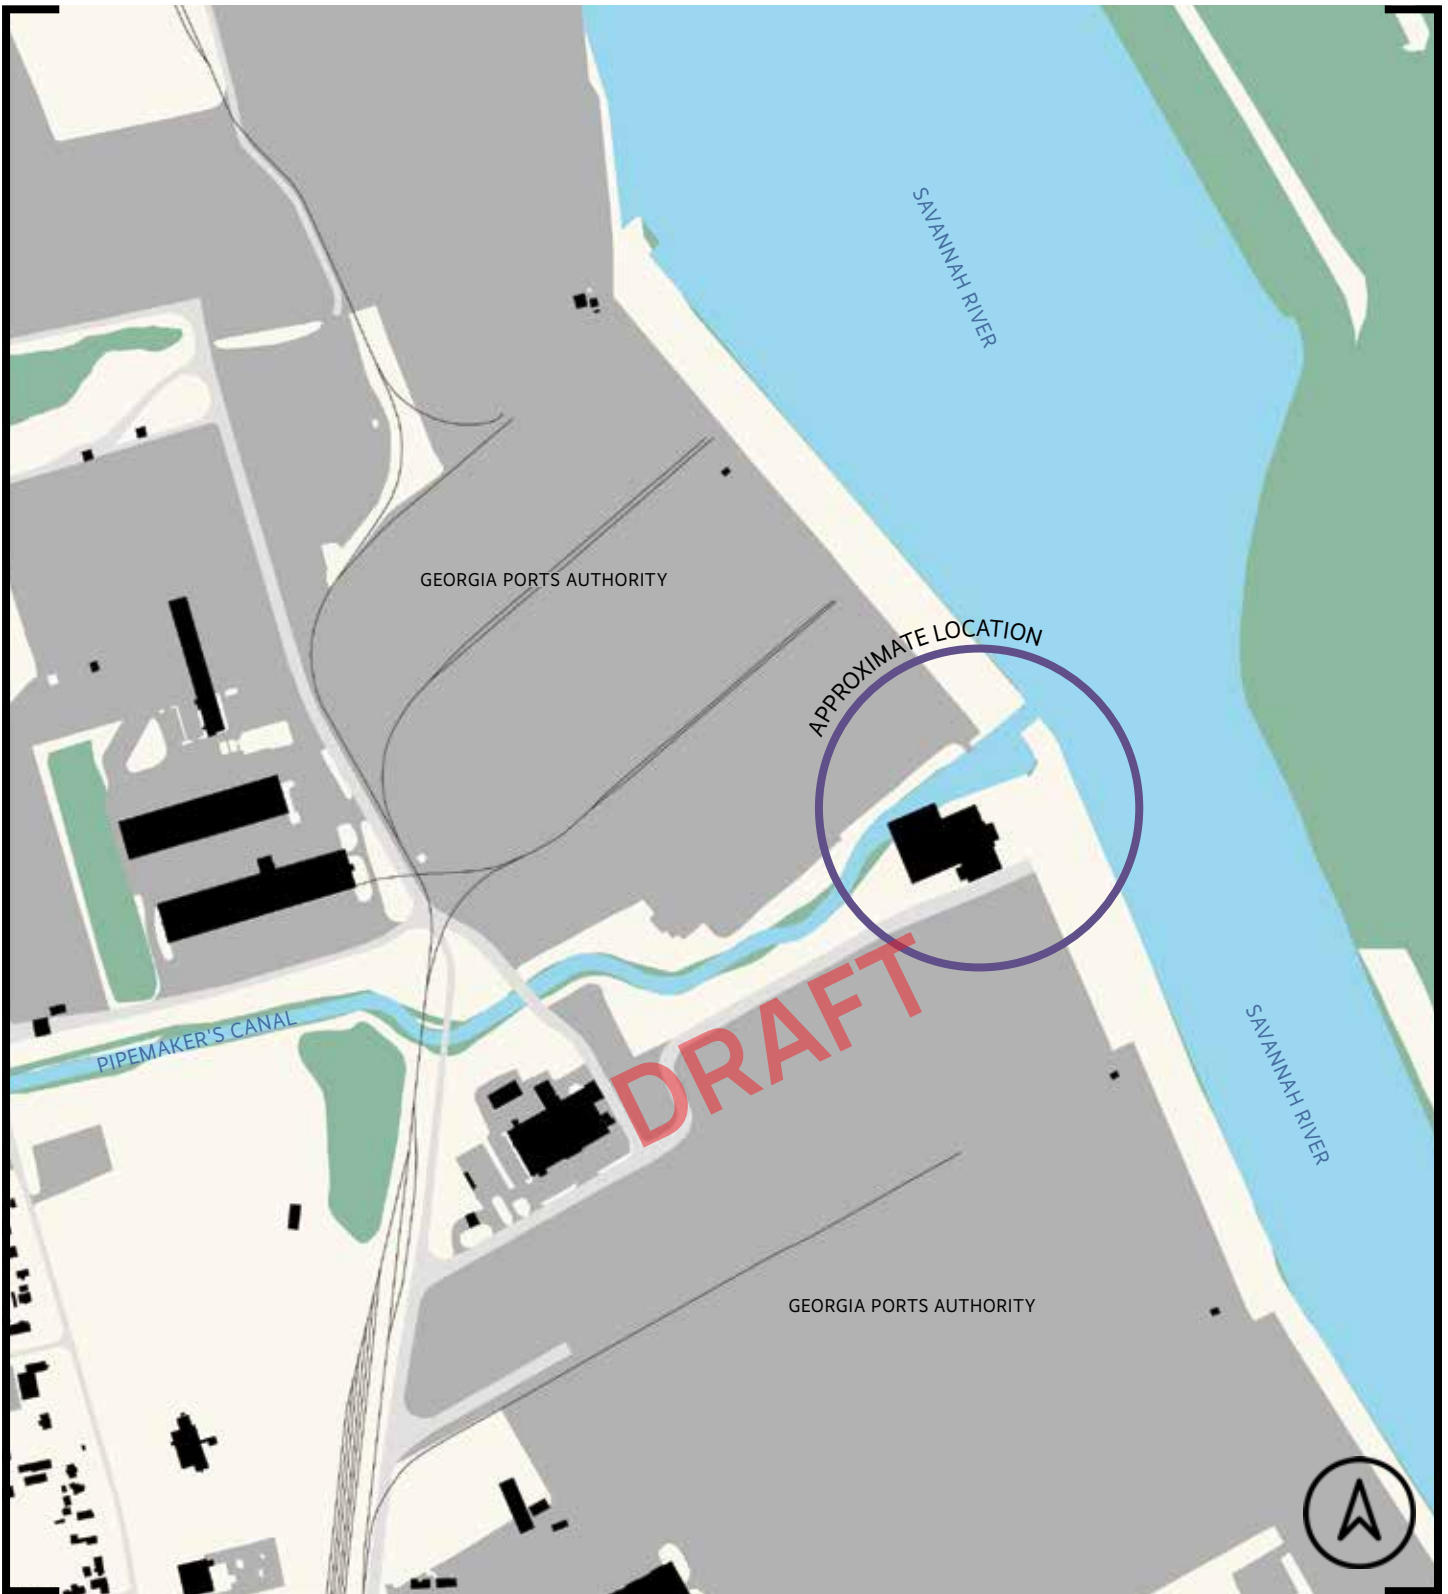 SAVANNAH RIVER
GEORGIA PORTS AUTHORITY
APPROXIMATE LOCATION
DRAFT
PIPEMAKER'S CANAL
SAVANNAH RIVER
GEORGIA PORTS AUTHORITY